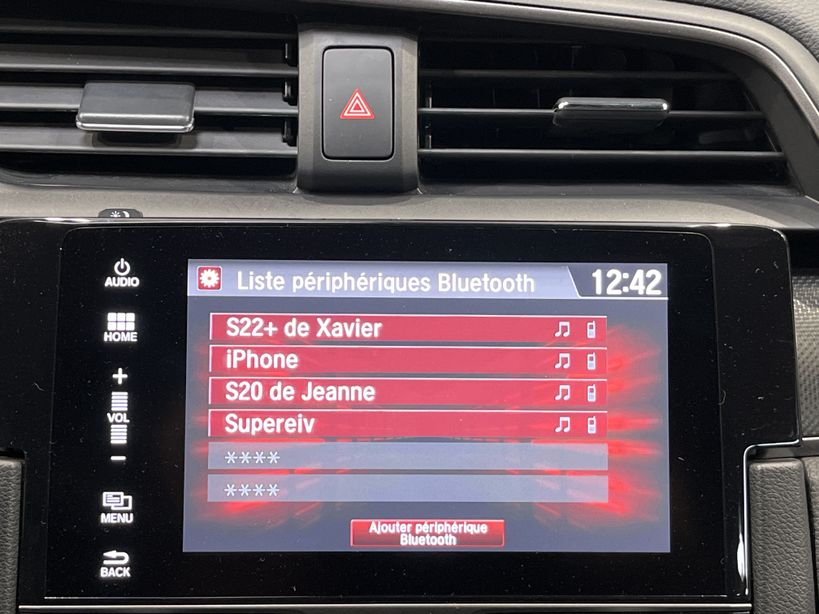 AUDIO
HOME
+
VOL
−
MENU
BACK
Liste périphériques Bluetooth 12:42
S22+ de Xavier
iPhone
S20 de Jeanne
Supereiv
****
****
Ajouter périphérique
Bluetooth